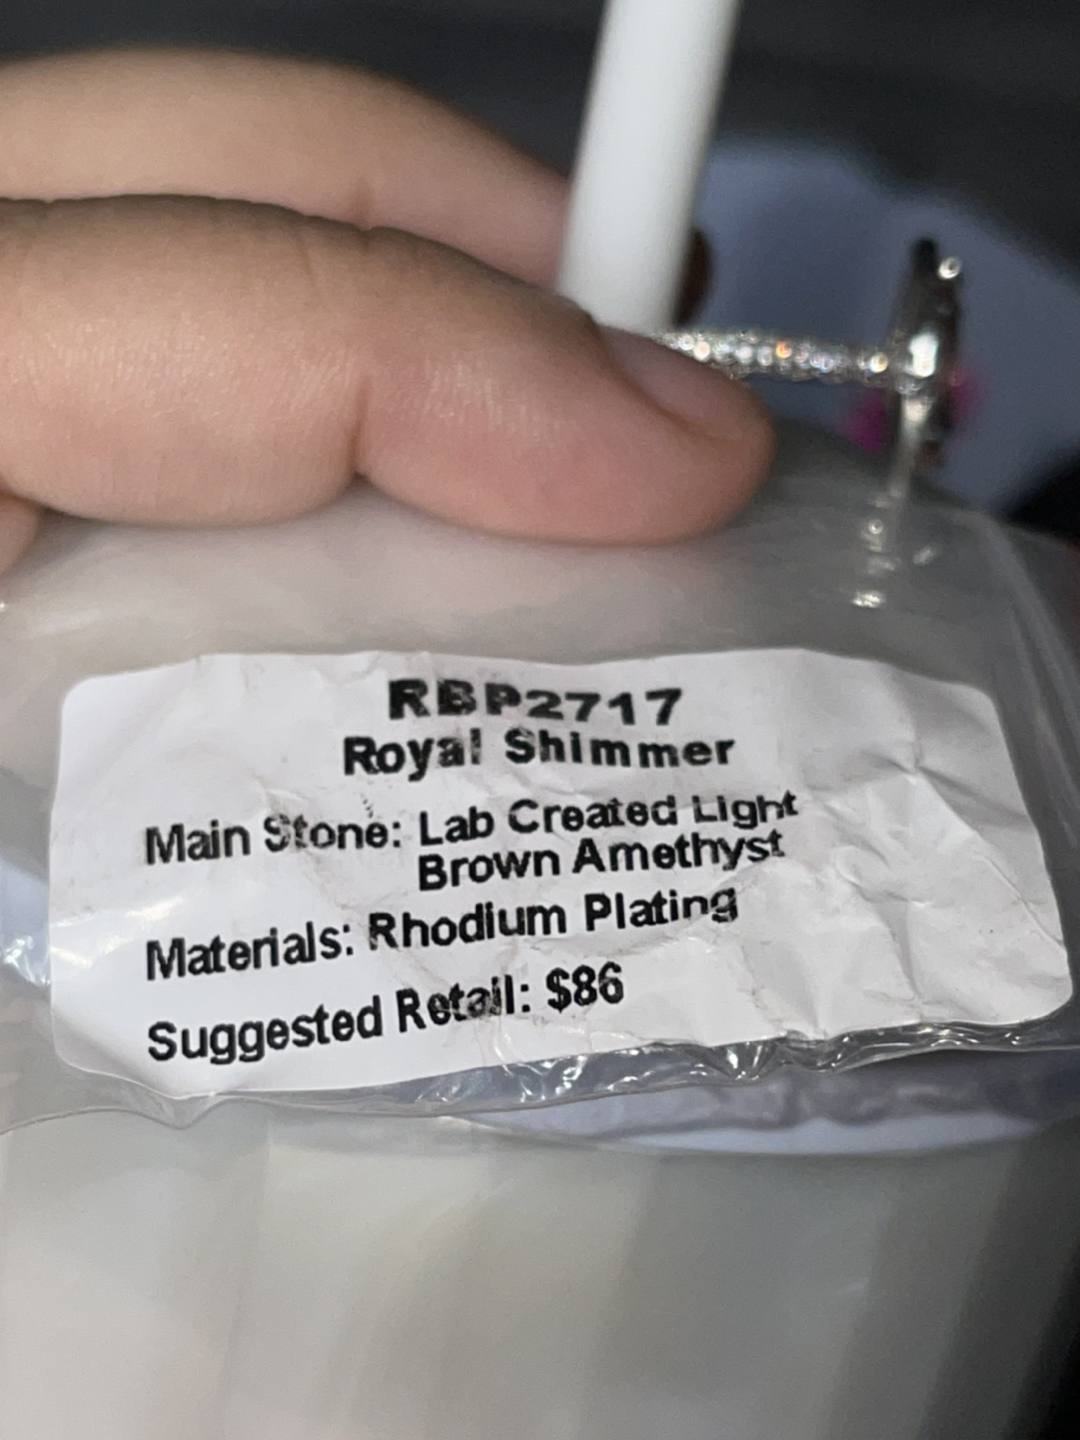 RBP2717
Royal Shimmer
Main Stone: Lab Created Light
Brown Amethyst
Materials: Rhodium Plating
Suggested Retail: $86